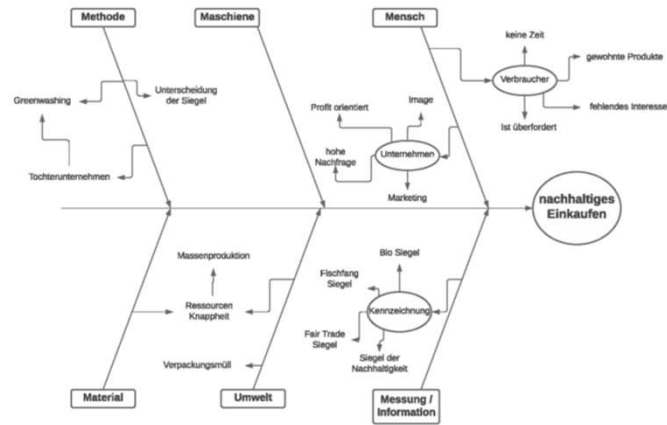 Methode
Maschiene
Mensch
keine Zeit
gewohnte Produkte
Verbraucher
fehlendes Interesse
Ist überfordert
Greenwashing
Unterscheidung
der Siegel
Tochterunternehmen
Profit orientiert
Image
Unternehmen
hohe
Nachfrage
Marketing
nachhaltiges
Einkaufen
Massenproduktion
Ressourcen
Knappheit
Verpackungsmüll
Bio Siegel
Fischfang
Siegel
Kennzeichnung
Fair Trade
Siegel
Siegel der
Nachhaltigkeit
Material
Umwelt
Messung /
Information